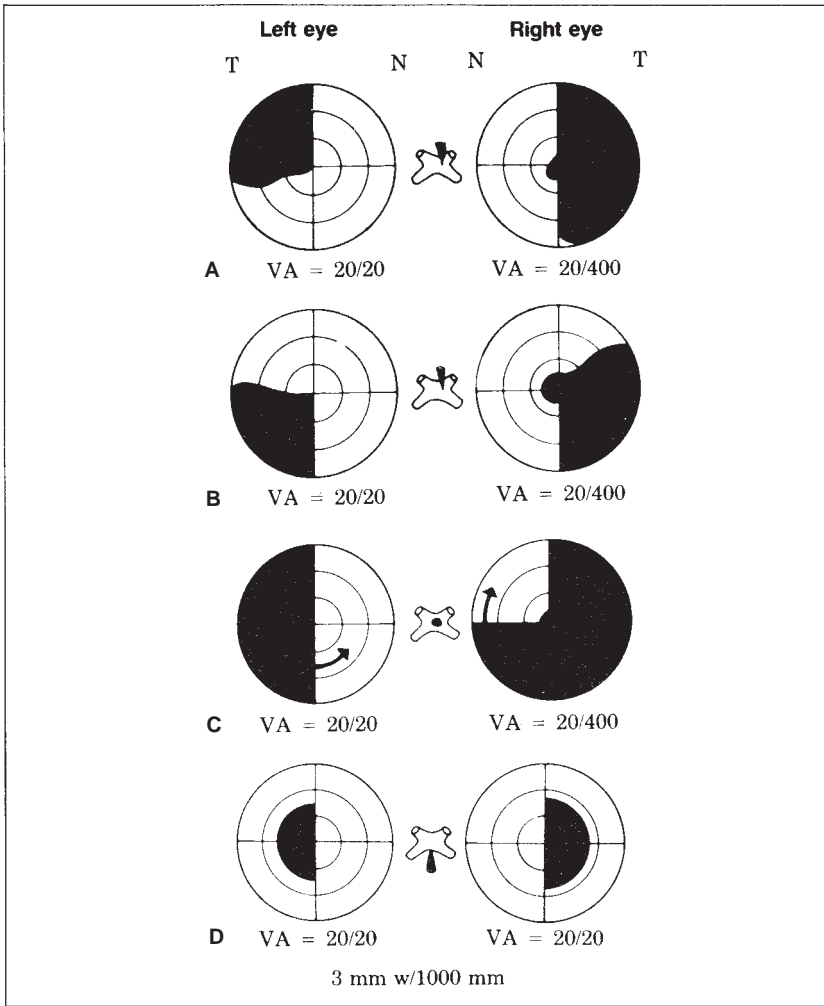 Left eye Right eye
T N N T
A VA = 20/20 VA = 20/400
B VA = 20/20 VA = 20/400
C VA = 20/20 VA = 20/400
D VA = 20/20 VA = 20/20
3 mm w/1000 mm